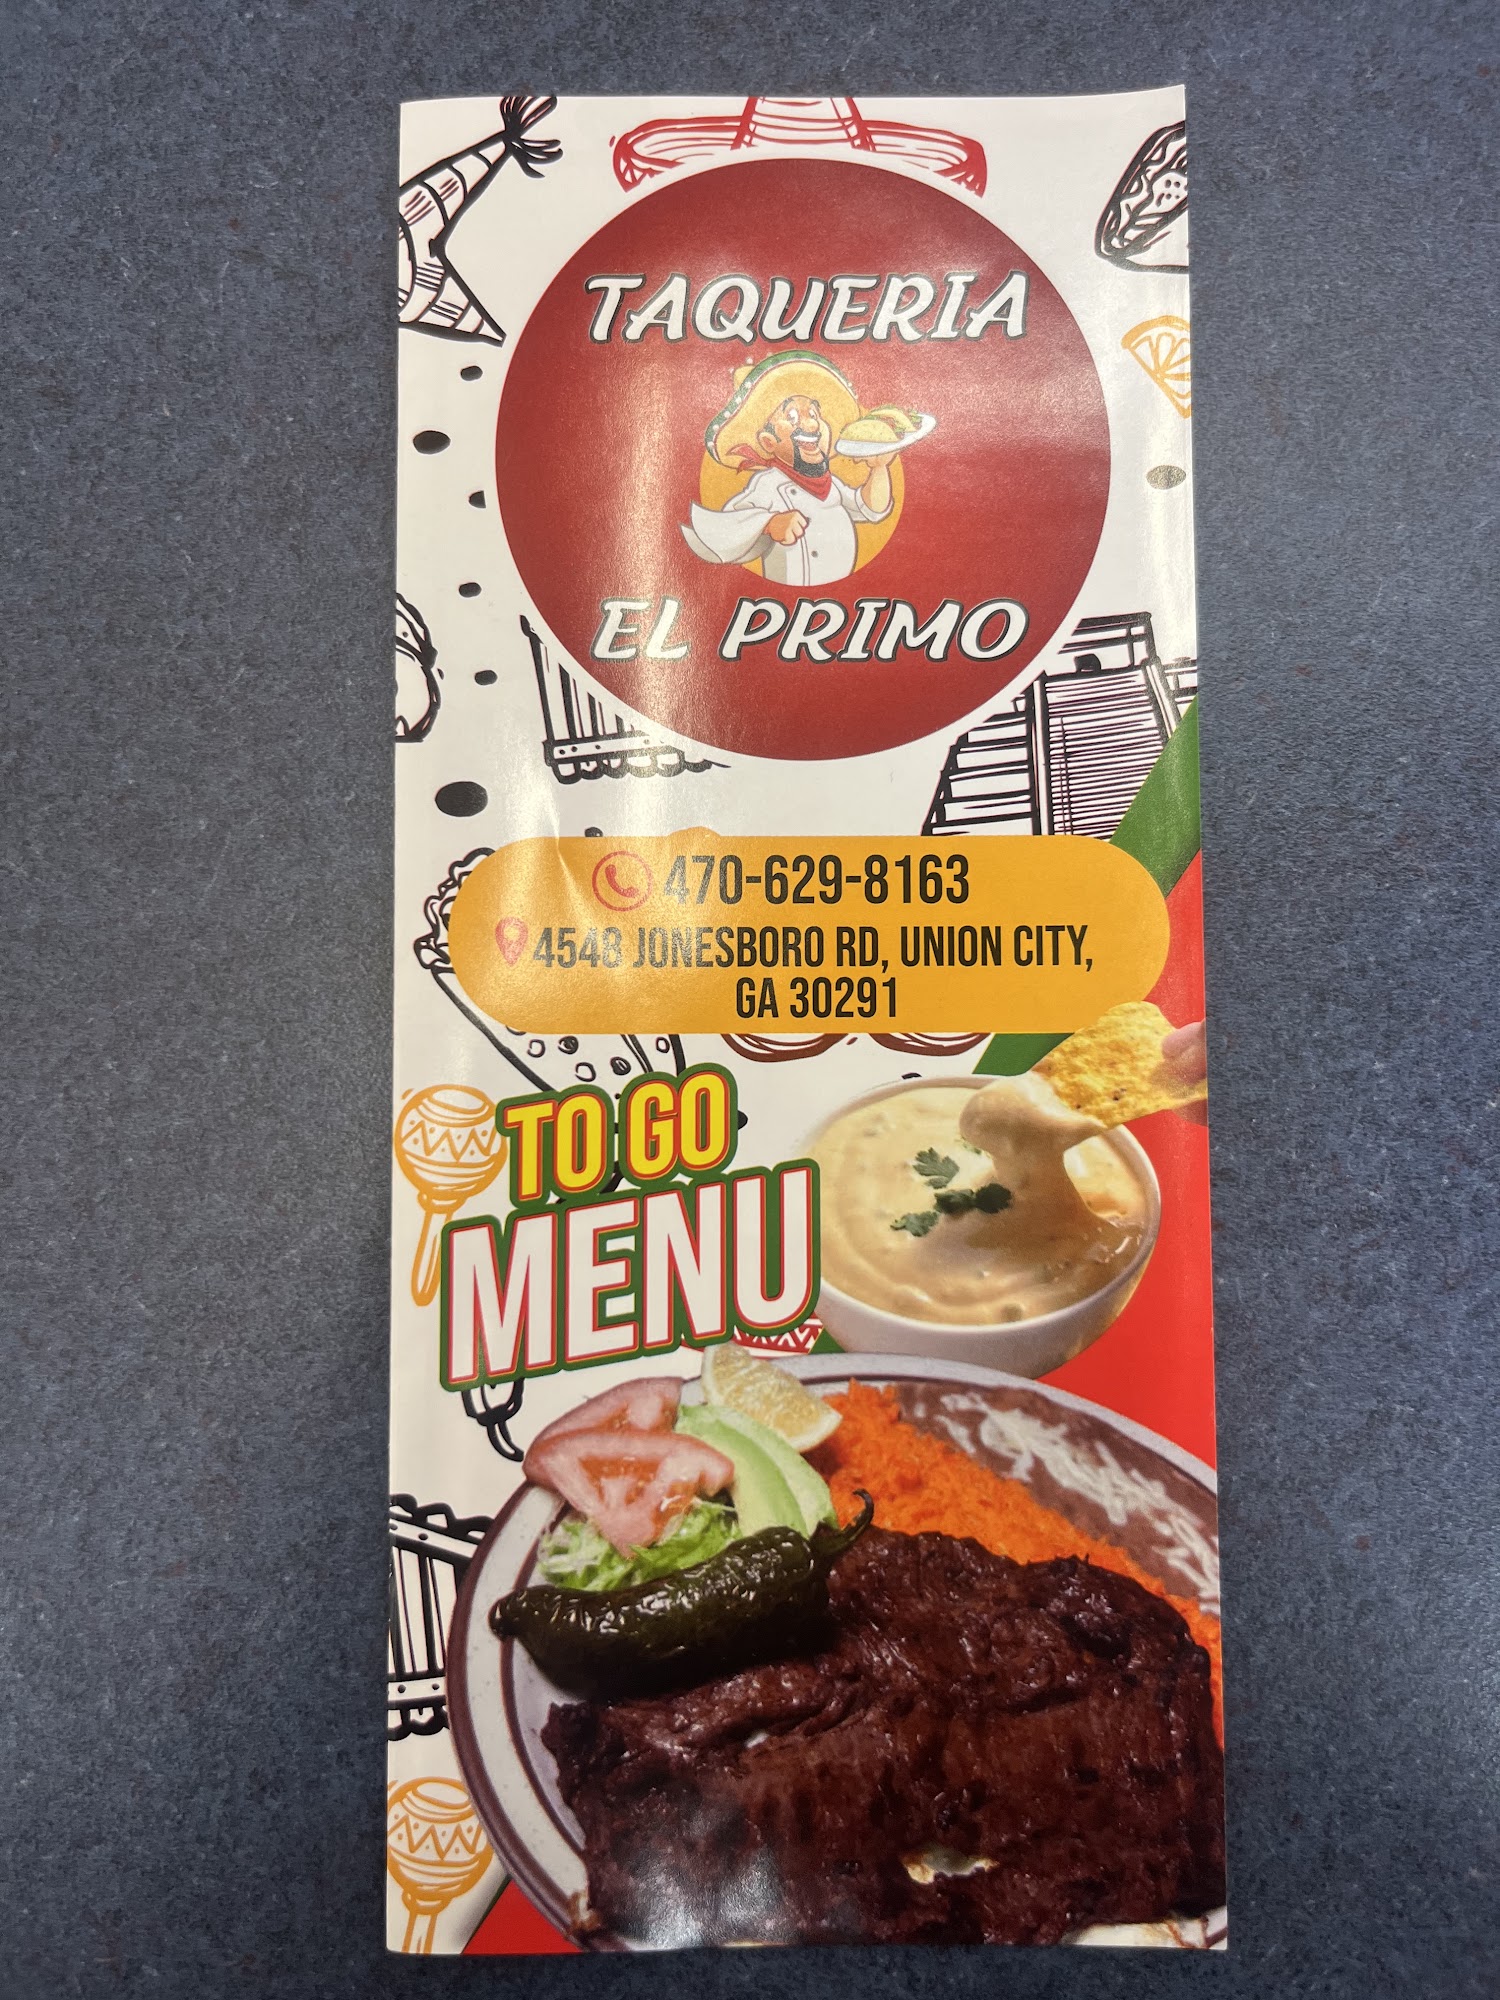 TAQUERIA
EL PRIMO
470-629-8163
4548 JONESBORO RD, UNION CITY,
GA 30291
TO GO
MENU